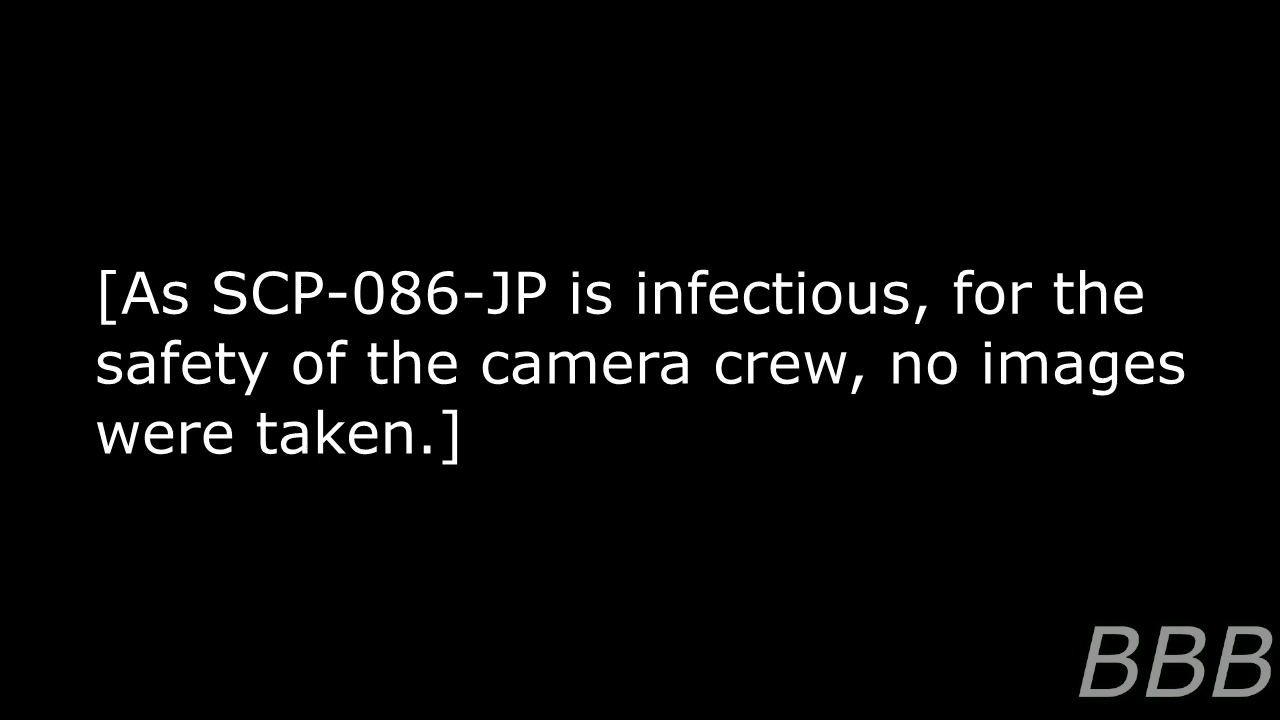 [As SCP-086-JP is infectious, for the
safety of the camera crew, no images
were taken.]
BBB